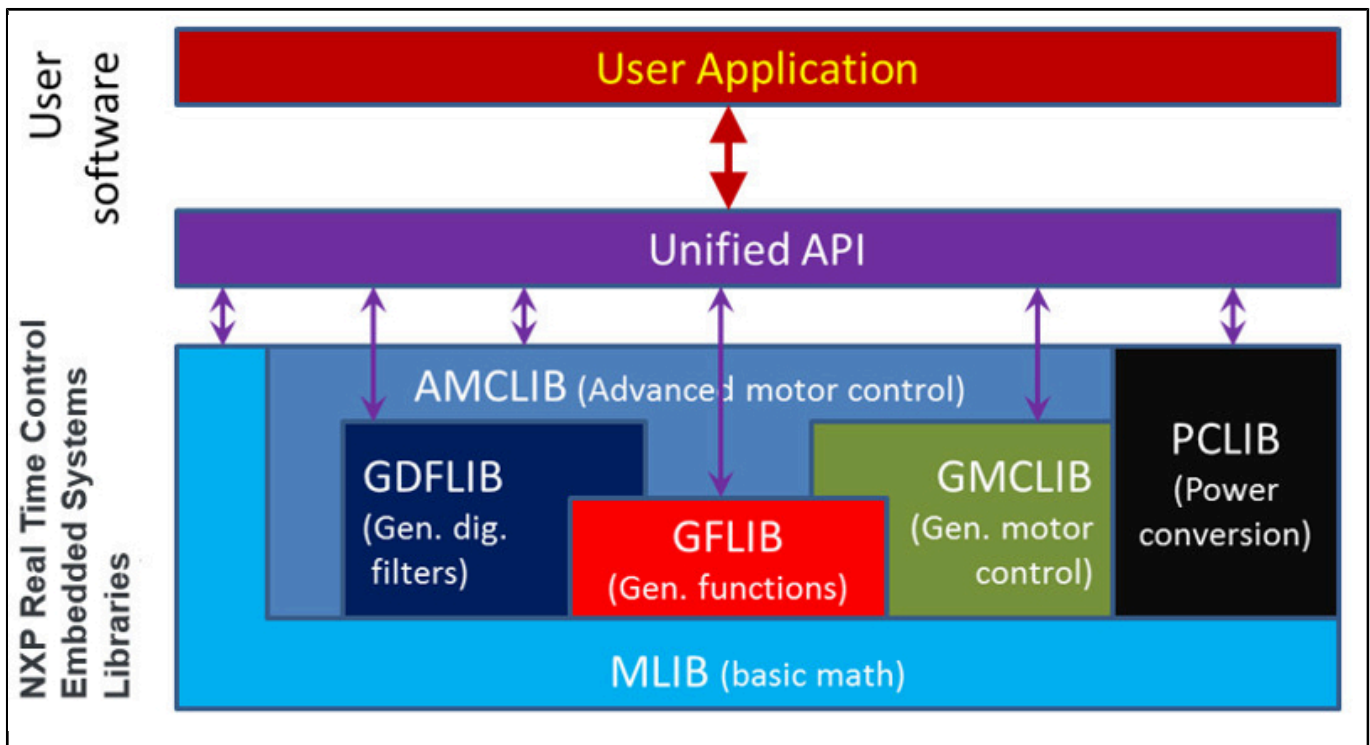 User
software
User Application
Unified API
NXP Real Time Control
Embedded Systems
Libraries
AMCLIB (Advanced motor control)
GDFLIB
(Gen. dig.
filters)
GFLIB
(Gen. functions)
GMCLIB
(Gen. motor
control)
PCLIB
(Power
conversion)
MLIB (basic math)